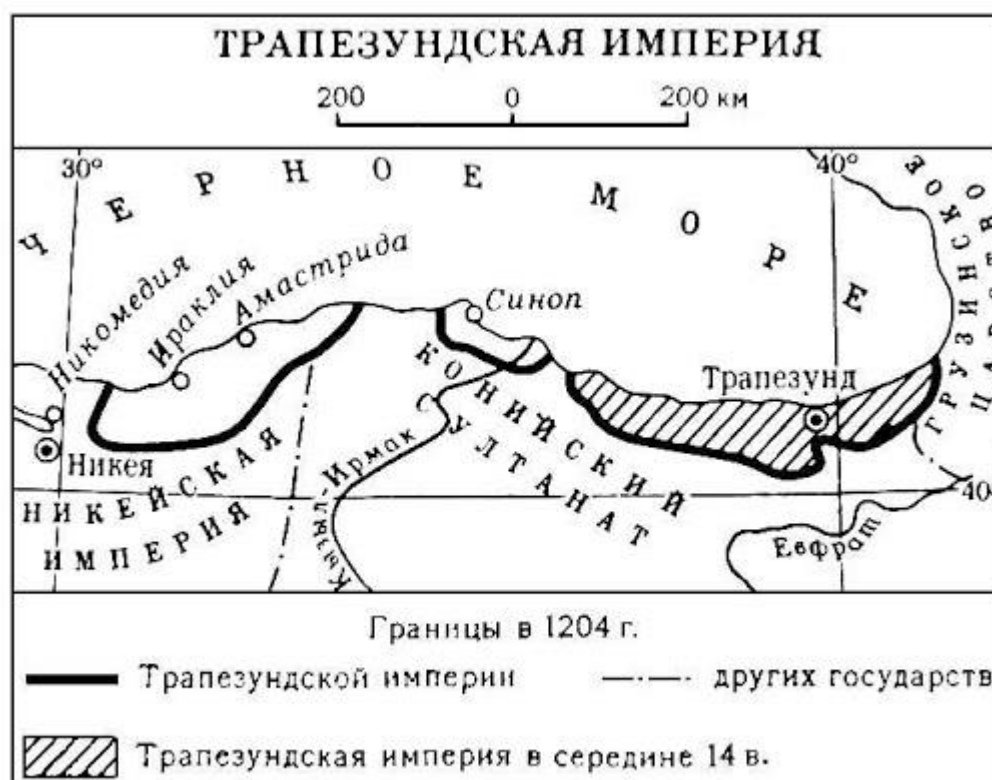 ТРАПЕЗУНДСКАЯ ИМПЕРИЯ
200 0 200 км
30° 40°
ЧЕРНОЕ МОРЕ
ГРУЗИНСКОЕ
ЦАРСТВО
Никомедия
Ираклия
Амастрида
Синоп
Трапезунд
Никея
НИКЕЙСКАЯ
ИМПЕРИЯ
Кызыл-Ирмак
КОНИЙСКИЙ
СУЛТАНАТ
Евфрат
40
Границы в 1204 г.
Трапезундской империи других государств
Трапезундская империя в середине 14 в.